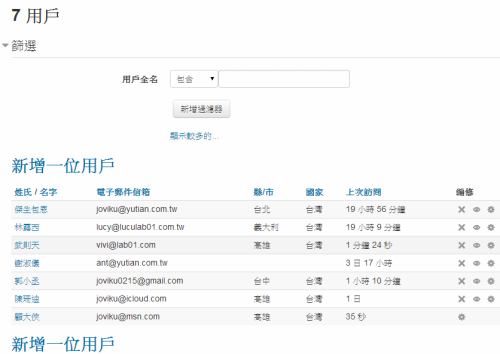 7 用戶
篩選
用戶全名 包含
新增過濾器
顯示較多的...
新增一位用戶
姓氏 / 名字 電子郵件信箱 縣/市 國家 上次訪問 編修
傑生包恩 joviku@yutian.com.tw 台北 台灣 19 小時 56 分鐘
林露西 lucy@luculab01.com.tw 義大利 台灣 19 小時 9 分鐘
武則天 vivi@lab01.com 高雄 台灣 1 分鐘 24 秒
謝淑儀 ant@yutian.com.tw 3 日 17 小時
郭小丞 joviku0215@gmail.com 台中 台灣 1 小時 10 分鐘
陳瑀迪 joviku@icloud.com 高雄 台灣 1 日
顧大俠 joviku@msn.com 高雄 台灣 35 秒
新增一位用戶